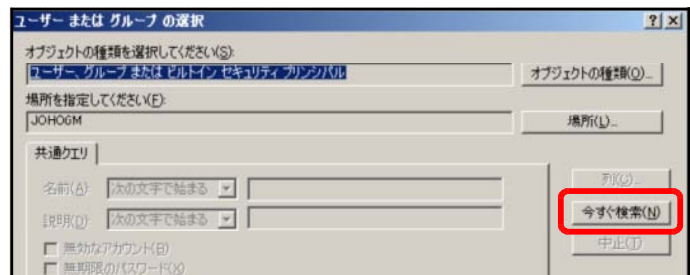 ユーザー または グループ の選択
オブジェクトの種類を選択してください(S):
ユーザー、グループ または ビルトイン セキュリティ プリンシパル
オブジェクトの種類(O)...
場所を指定してください(F):
JOHOGM
場所(L)...
共通クエリ
列(C)...
名前(A):
次の文字で始まる
今すぐ検索(N)
説明(D):
次の文字で始まる
中止(T)
無効なアカウント(B)
無期限のパスワード(X)